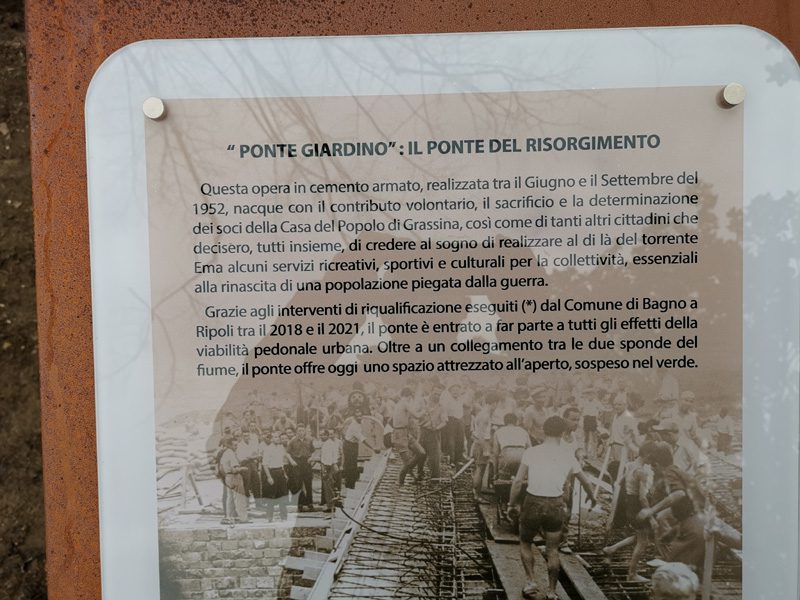 “ PONTE GIARDINO” : IL PONTE DEL RISORGIMENTO
Questa opera in cemento armato, realizzata tra il Giugno e il Settembre del
1952, nacque con il contributo volontario, il sacrificio e la determinazione
dei soci della Casa del Popolo di Grassina, così come di tanti altri cittadini che
decisero, tutti insieme, di credere al sogno di realizzare al di là del torrente
Ema alcuni servizi ricreativi, sportivi e culturali per la collettività, essenziali
alla rinascita di una popolazione piegata dalla guerra.
Grazie agli interventi di riqualificazione eseguiti (*) dal Comune di Bagno a
Ripoli tra il 2018 e il 2021, il ponte è entrato a far parte a tutti gli effetti della
viabilità pedonale urbana. Oltre a un collegamento tra le due sponde del
fiume, il ponte offre oggi uno spazio attrezzato all’aperto, sospeso nel verde.